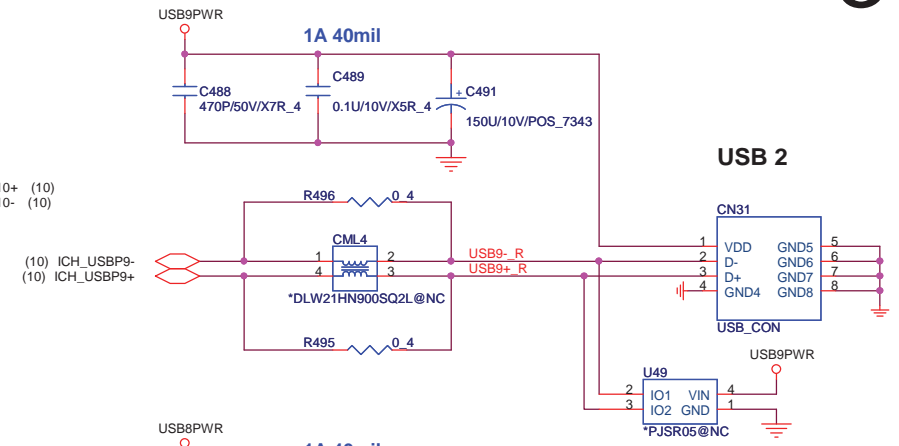 USB9PWR
1A 40mil
C488
470P/50V/X7R_4
C489
0.1U/10V/X5R_4
+ C491
150U/10V/POS_7343
USB 2
0+ (10)
0- (10)
R496 0_4
CN31
CML4
(10) ICH_USBP9-
(10) ICH_USBP9+
1 2
4 3
USB9-_R
USB9+_R
*DLW21HN900SQ2L@NC
1 VDD GND5 5
2 D- GND6 6
3 D+ GND7 7
4 GND4 GND8 8
USB_CON
R495 0_4
USB9PWR
U49
2 IO1 VIN 4
3 IO2 GND 1
*PJSR05@NC
USB8PWR
1A 40mil